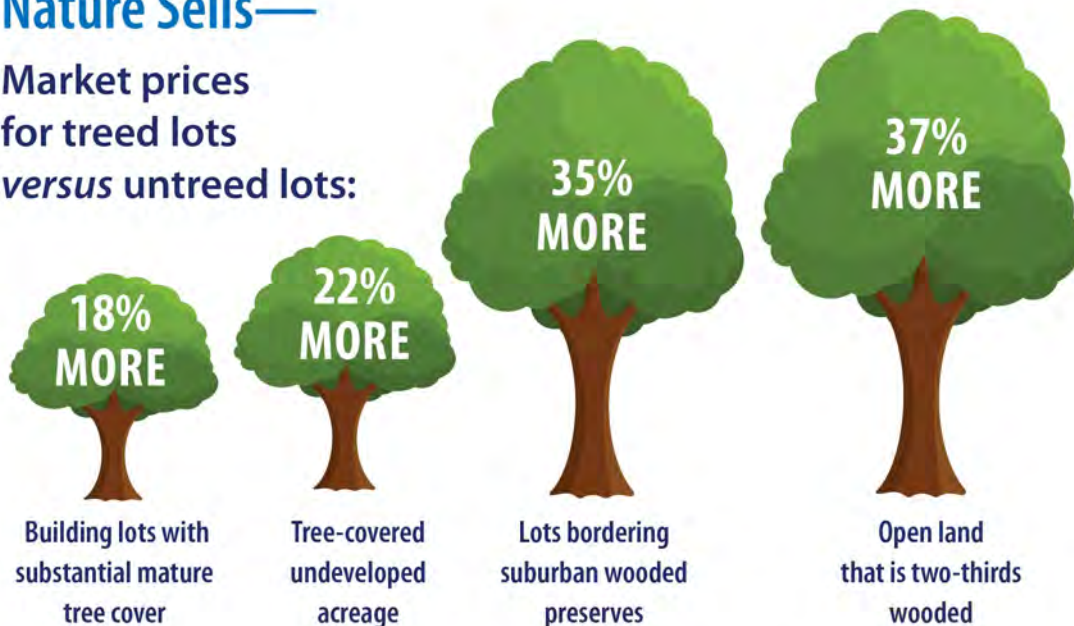 Nature Sells—
Market prices
for treed lots
versus untreed lots:
18%
MORE
22%
MORE
35%
MORE
37%
MORE
Building lots with
substantial mature
tree cover
Tree-covered
undeveloped
acreage
Lots bordering
suburban wooded
preserves
Open land
that is two-thirds
wooded